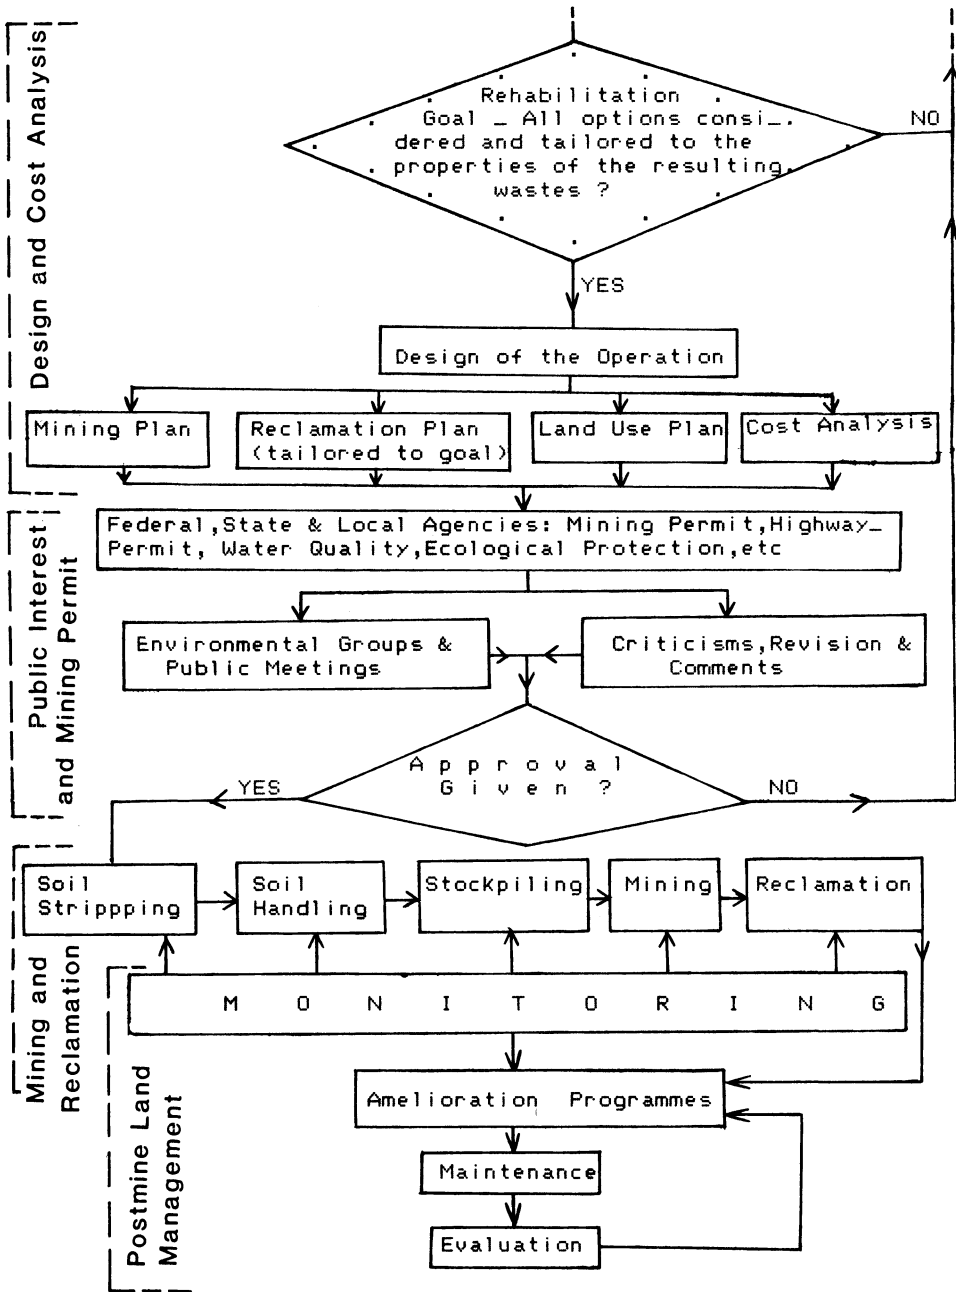 Design and Cost Analysis
Rehabilitation
Goal _ All options consi_
dered and tailored to the
properties of the resulting
wastes ?
NO
YES
Design of the Operation
Mining Plan
Reclamation Plan
(tailored to goal)
Land Use Plan
Cost Analysis
Public Interest
and Mining Permit
Federal,State & Local Agencies: Mining Permit,Highway_
Permit, Water Quality,Ecological Protection,etc
Environmental Groups &
Public Meetings
Criticisms,Revision &
Comments
Approval
Given ?
YES
NO
Mining and
Reclamation
Soil
Strippping
Soil
Handling
Stockpiling
Mining
Reclamation
MONITORING
Postmine Land
Management
Amelioration Programmes
Maintenance
Evaluation